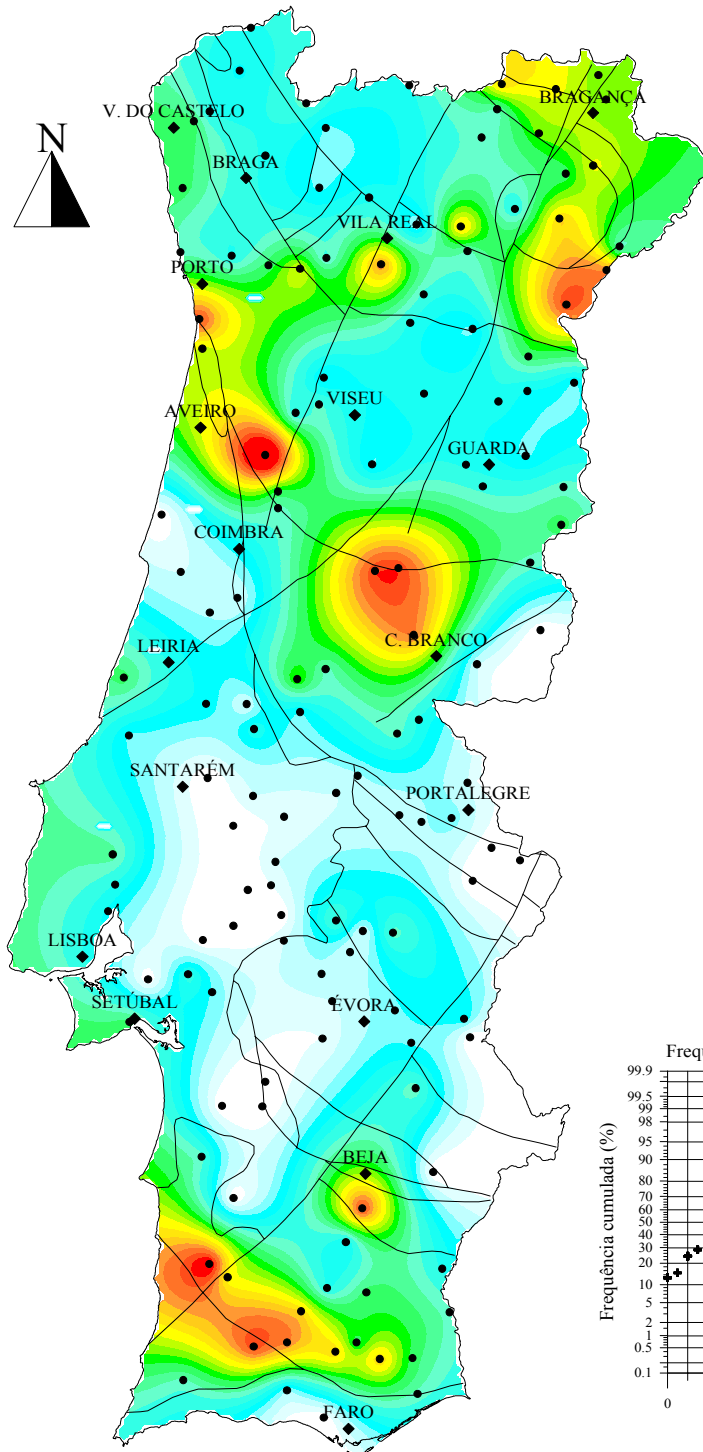 N
V. DO CASTELO
BRAGANÇA
BRAGA
VILA REAL
PORTO
AVEIRO
VISEU
GUARDA
COIMBRA
LEIRIA
C. BRANCO
SANTARÉM
PORTALEGRE
LISBOA
SETÚBAL
ÉVORA
BEJA
FARO
Frequ
Frequência cumulada (%)
99.9
99.5
99
98
95
90
80
70
60
50
40
30
20
10
5
2
1
0.5
0.1
0